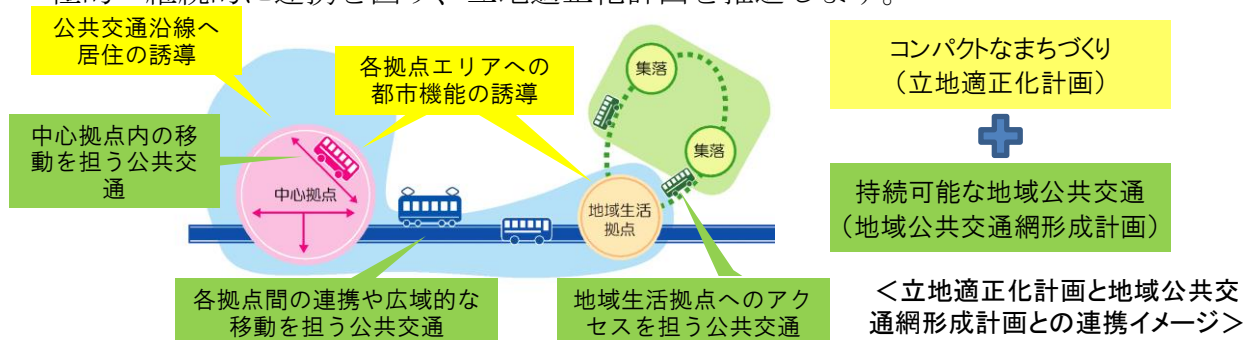 公共交通沿線へ
居住の誘導
各拠点エリアへの
都市機能の誘導
中心拠点内の移
動を担う公共交
通
中心拠点
集落
集落
地域生活
拠点
各拠点間の連携や広域的な
移動を担う公共交通
地域生活拠点へのアク
セスを担う公共交通
コンパクトなまちづくり
（立地適正化計画）
持続可能な地域公共交通
（地域公共交通網形成計画）
＜立地適正化計画と地域公共交
通網形成計画との連携イメージ＞